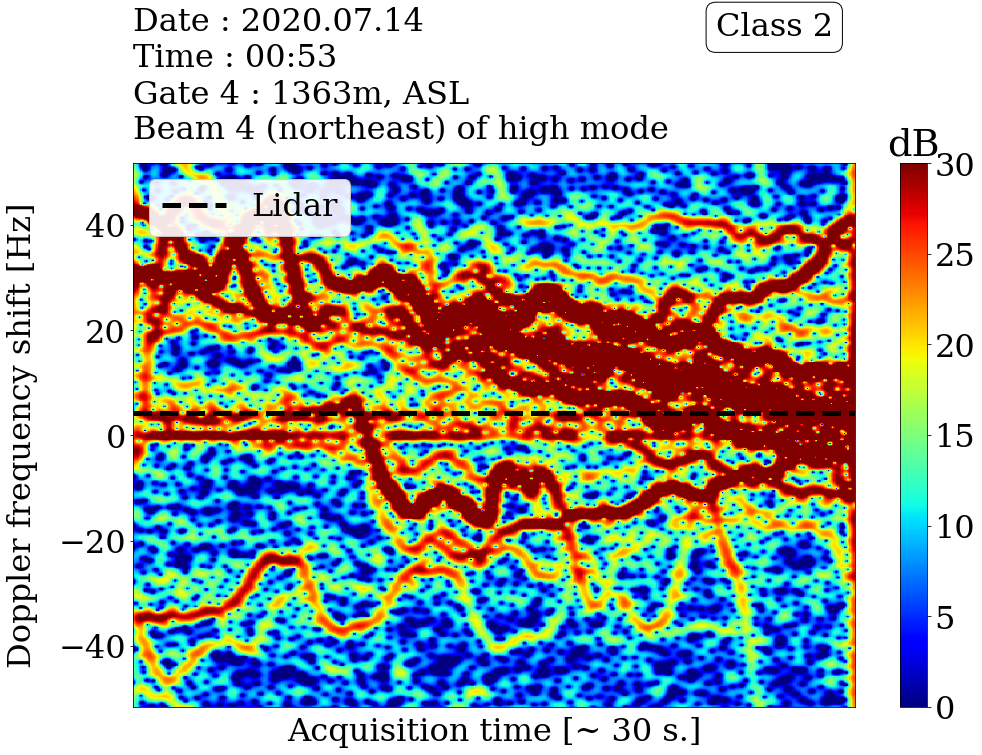 Date : 2020.07.14
Time : 00:53
Gate 4 : 1363m, ASL
Beam 4 (northeast) of high mode
Class 2
dB
Lidar
Doppler frequency shift [Hz]
40
20
0
−20
−40
30
25
20
15
10
5
0
Acquisition time [~ 30 s.]